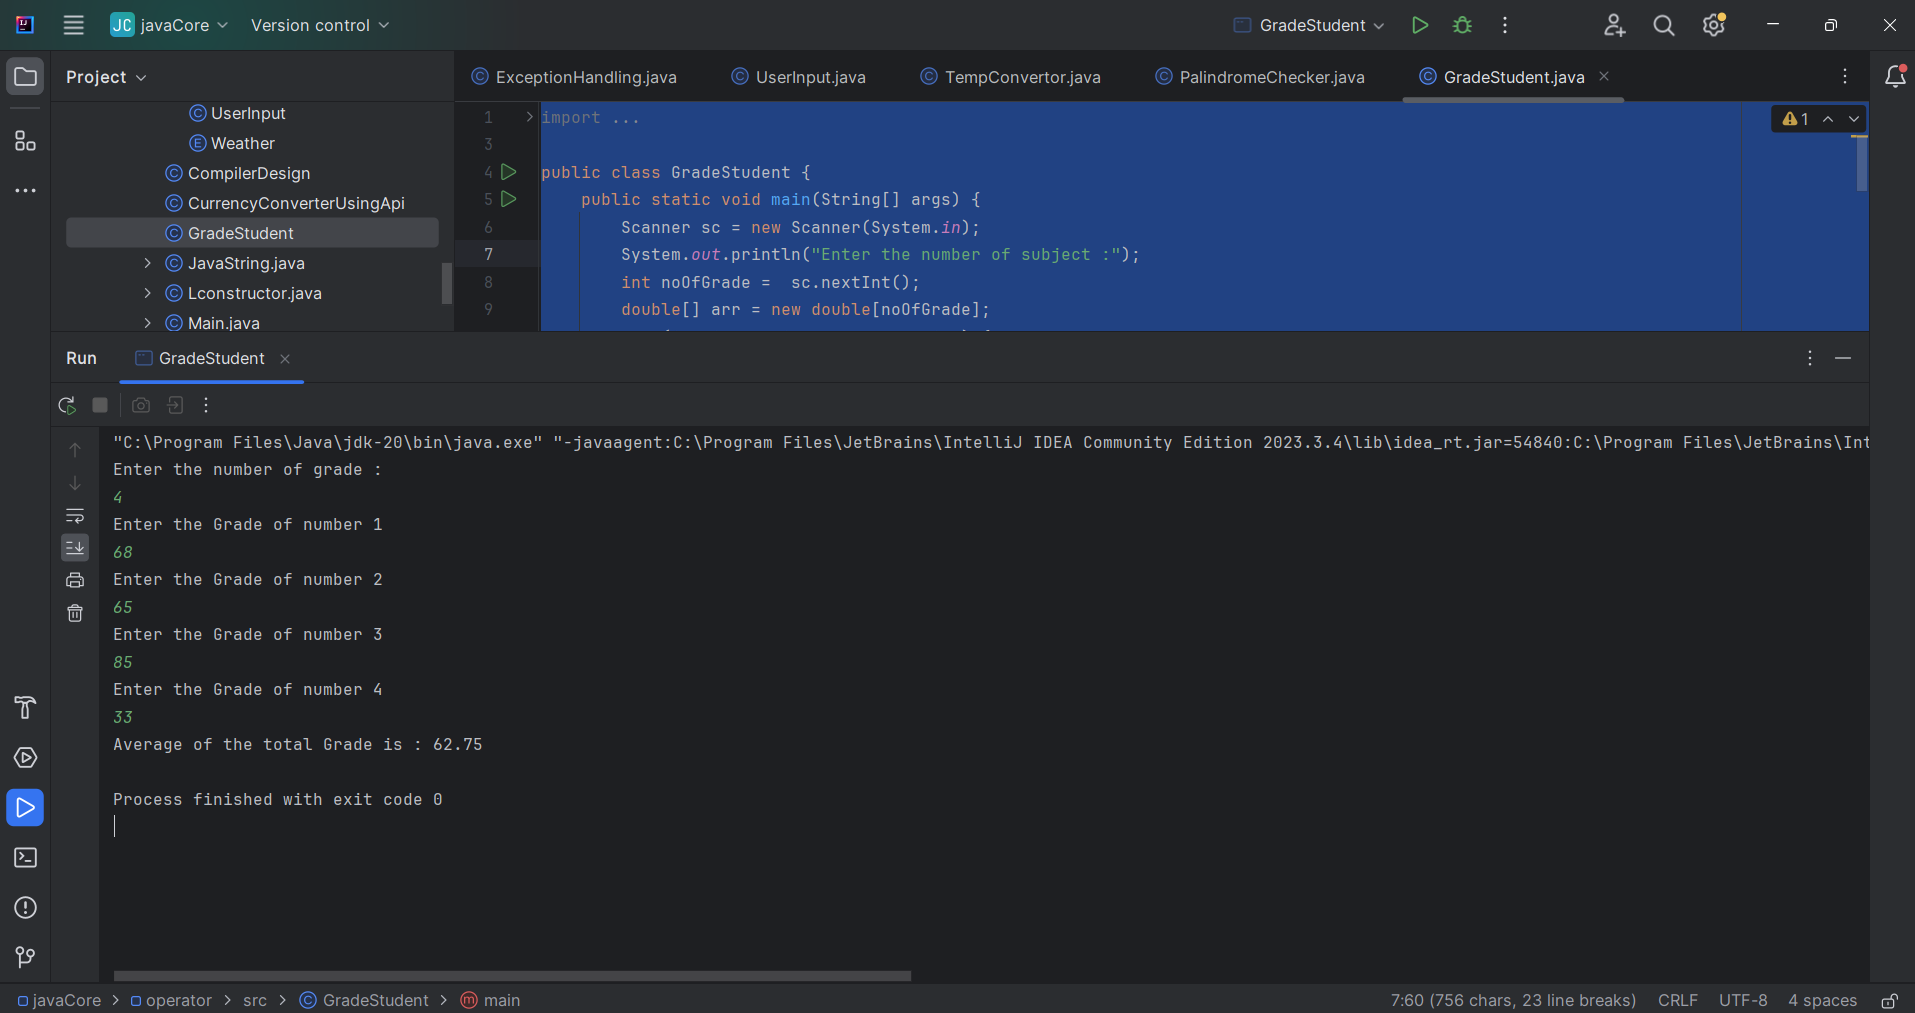 JC javaCore Version control GradeStudent
Project
ExceptionHandling.java UserInput.java TempConvertor.java PalindromeChecker.java GradeStudent.java
UserInput
Weather
CompilerDesign
CurrencyConverterUsingApi
GradeStudent
JavaString.java
Lconstructor.java
Main.java
1 import ...
3
4 public class GradeStudent {
5 public static void main(String[] args) {
6 Scanner sc = new Scanner(System.in);
7 System.out.println("Enter the number of subject :");
8 int noOfGrade = sc.nextInt();
9 double[] arr = new double[noOfGrade];
1
Run GradeStudent
"C:\Program Files\Java\jdk-20\bin\java.exe" "-javaagent:C:\Program Files\JetBrains\IntelliJ IDEA Community Edition 2023.3.4\lib\idea_rt.jar=54840:C:\Program Files\JetBrains\Int
Enter the number of grade :
4
Enter the Grade of number 1
68
Enter the Grade of number 2
65
Enter the Grade of number 3
85
Enter the Grade of number 4
33
Average of the total Grade is : 62.75
Process finished with exit code 0
javaCore > operator > src > GradeStudent > main 7:60 (756 chars, 23 line breaks) CRLF UTF-8 4 spaces